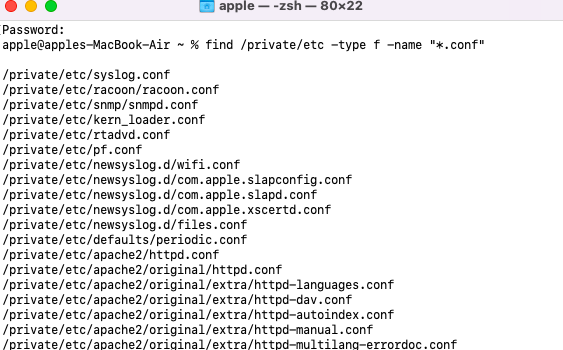 apple — -zsh — 80×22
Password:
apple@apples-MacBook-Air ~ % find /private/etc -type f -name "*.conf"
/private/etc/syslog.conf
/private/etc/racoon/racoon.conf
/private/etc/snmp/snmpd.conf
/private/etc/kern_loader.conf
/private/etc/rtadvd.conf
/private/etc/pf.conf
/private/etc/newsyslog.d/wifi.conf
/private/etc/newsyslog.d/com.apple.slapconfig.conf
/private/etc/newsyslog.d/com.apple.slapd.conf
/private/etc/newsyslog.d/com.apple.xscertd.conf
/private/etc/newsyslog.d/files.conf
/private/etc/defaults/periodic.conf
/private/etc/apache2/httpd.conf
/private/etc/apache2/original/httpd.conf
/private/etc/apache2/original/extra/httpd-languages.conf
/private/etc/apache2/original/extra/httpd-dav.conf
/private/etc/apache2/original/extra/httpd-autoindex.conf
/private/etc/apache2/original/extra/httpd-manual.conf
/private/etc/apache2/original/extra/httpd-multilang-errordoc.conf